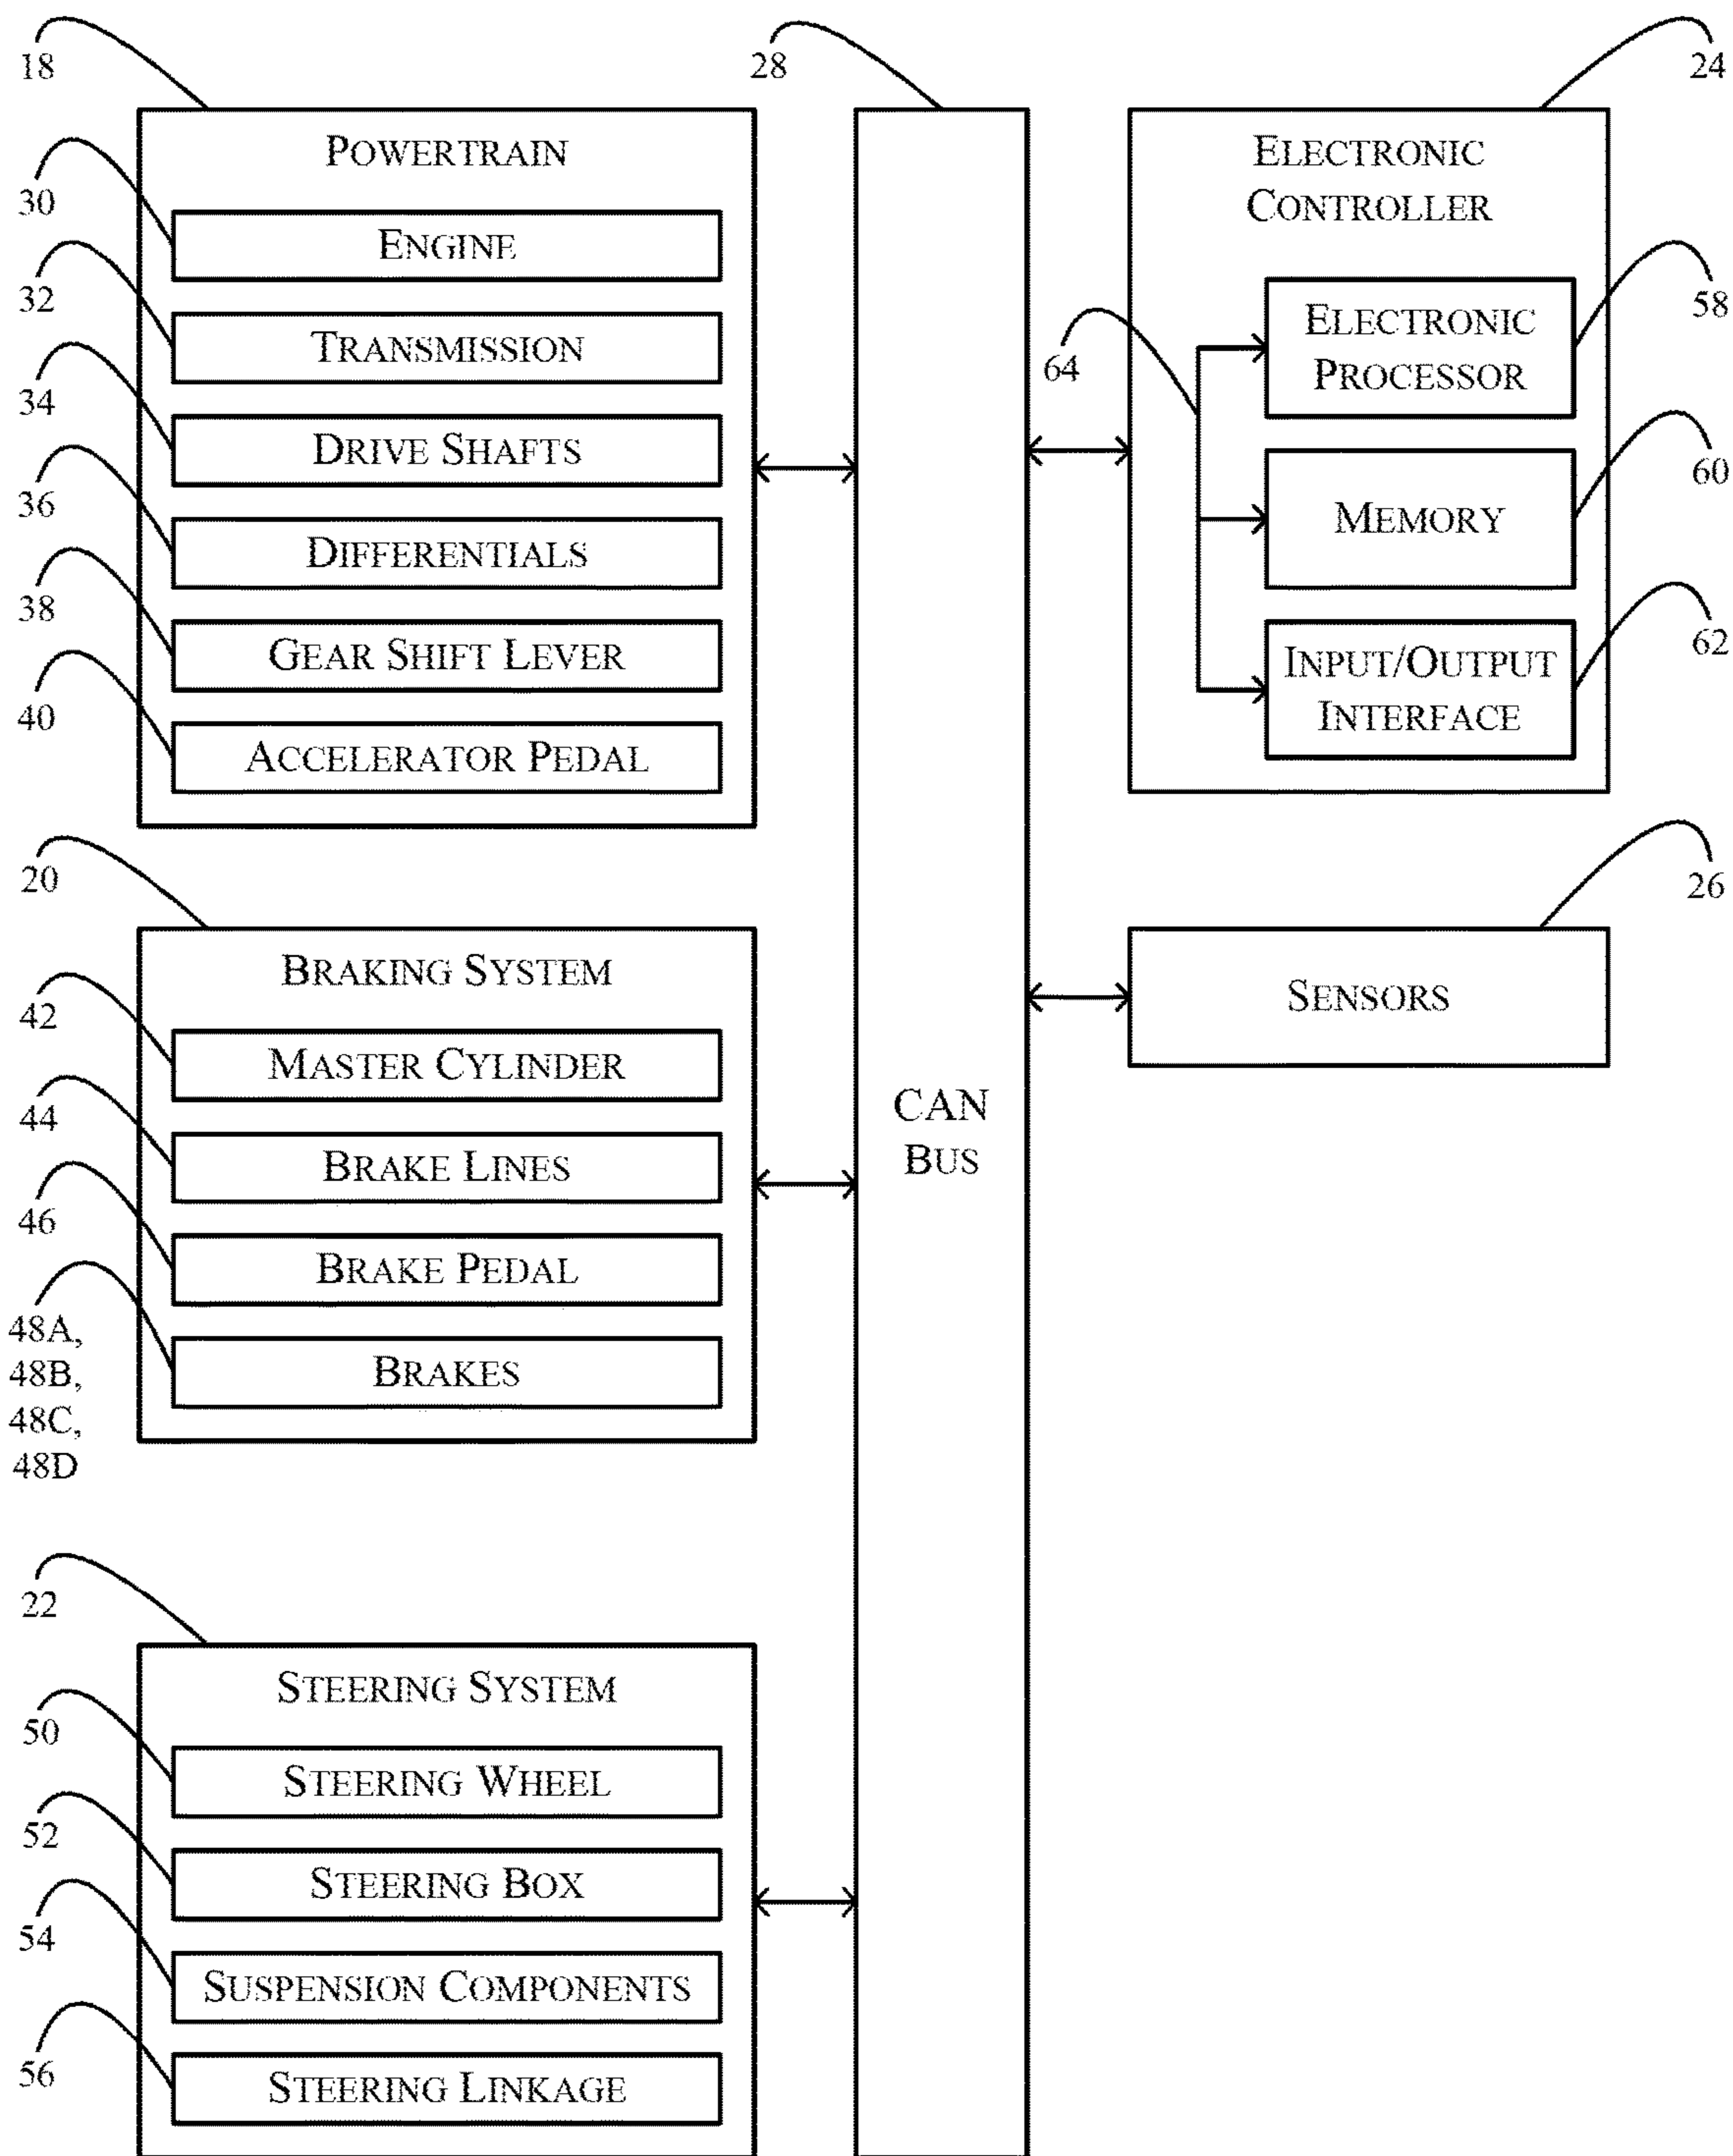 18
POWERTRAIN
30
ENGINE
32
TRANSMISSION
34
DRIVE SHAFTS
36
DIFFERENTIALS
38
GEAR SHIFT LEVER
40
ACCELERATOR PEDAL
20
BRAKING SYSTEM
42
MASTER CYLINDER
44
BRAKE LINES
46
BRAKE PEDAL
48A,
48B,
48C,
48D
BRAKES
22
STEERING SYSTEM
50
STEERING WHEEL
52
STEERING BOX
54
SUSPENSION COMPONENTS
56
STEERING LINKAGE
28
CAN
BUS
24
ELECTRONIC
CONTROLLER
64
58
ELECTRONIC
PROCESSOR
60
MEMORY
62
INPUT/OUTPUT
INTERFACE
26
SENSORS